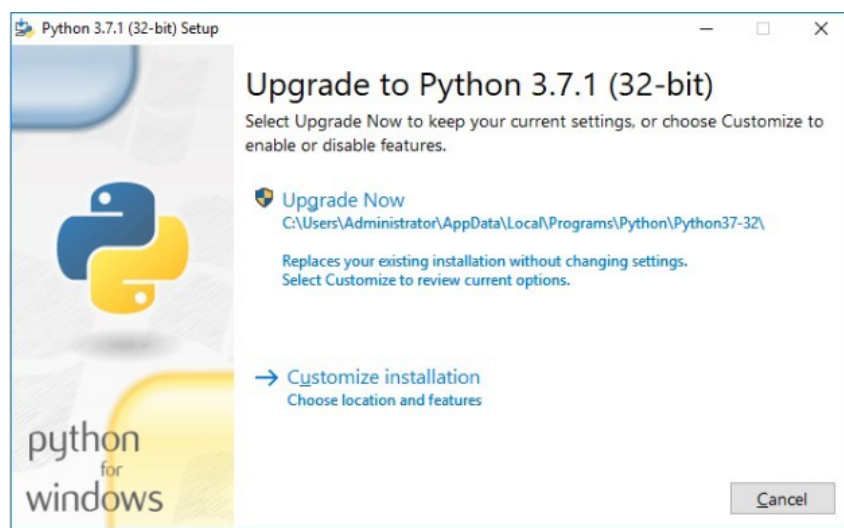 Python 3.7.1 (32-bit) Setup
Upgrade to Python 3.7.1 (32-bit)
Select Upgrade Now to keep your current settings, or choose Customize to
enable or disable features.
Upgrade Now
C:\Users\Administrator\AppData\Local\Programs\Python\Python37-32\
Replaces your existing installation without changing settings.
Select Customize to review current options.
Customize installation
Choose location and features
python
for
windows
Cancel